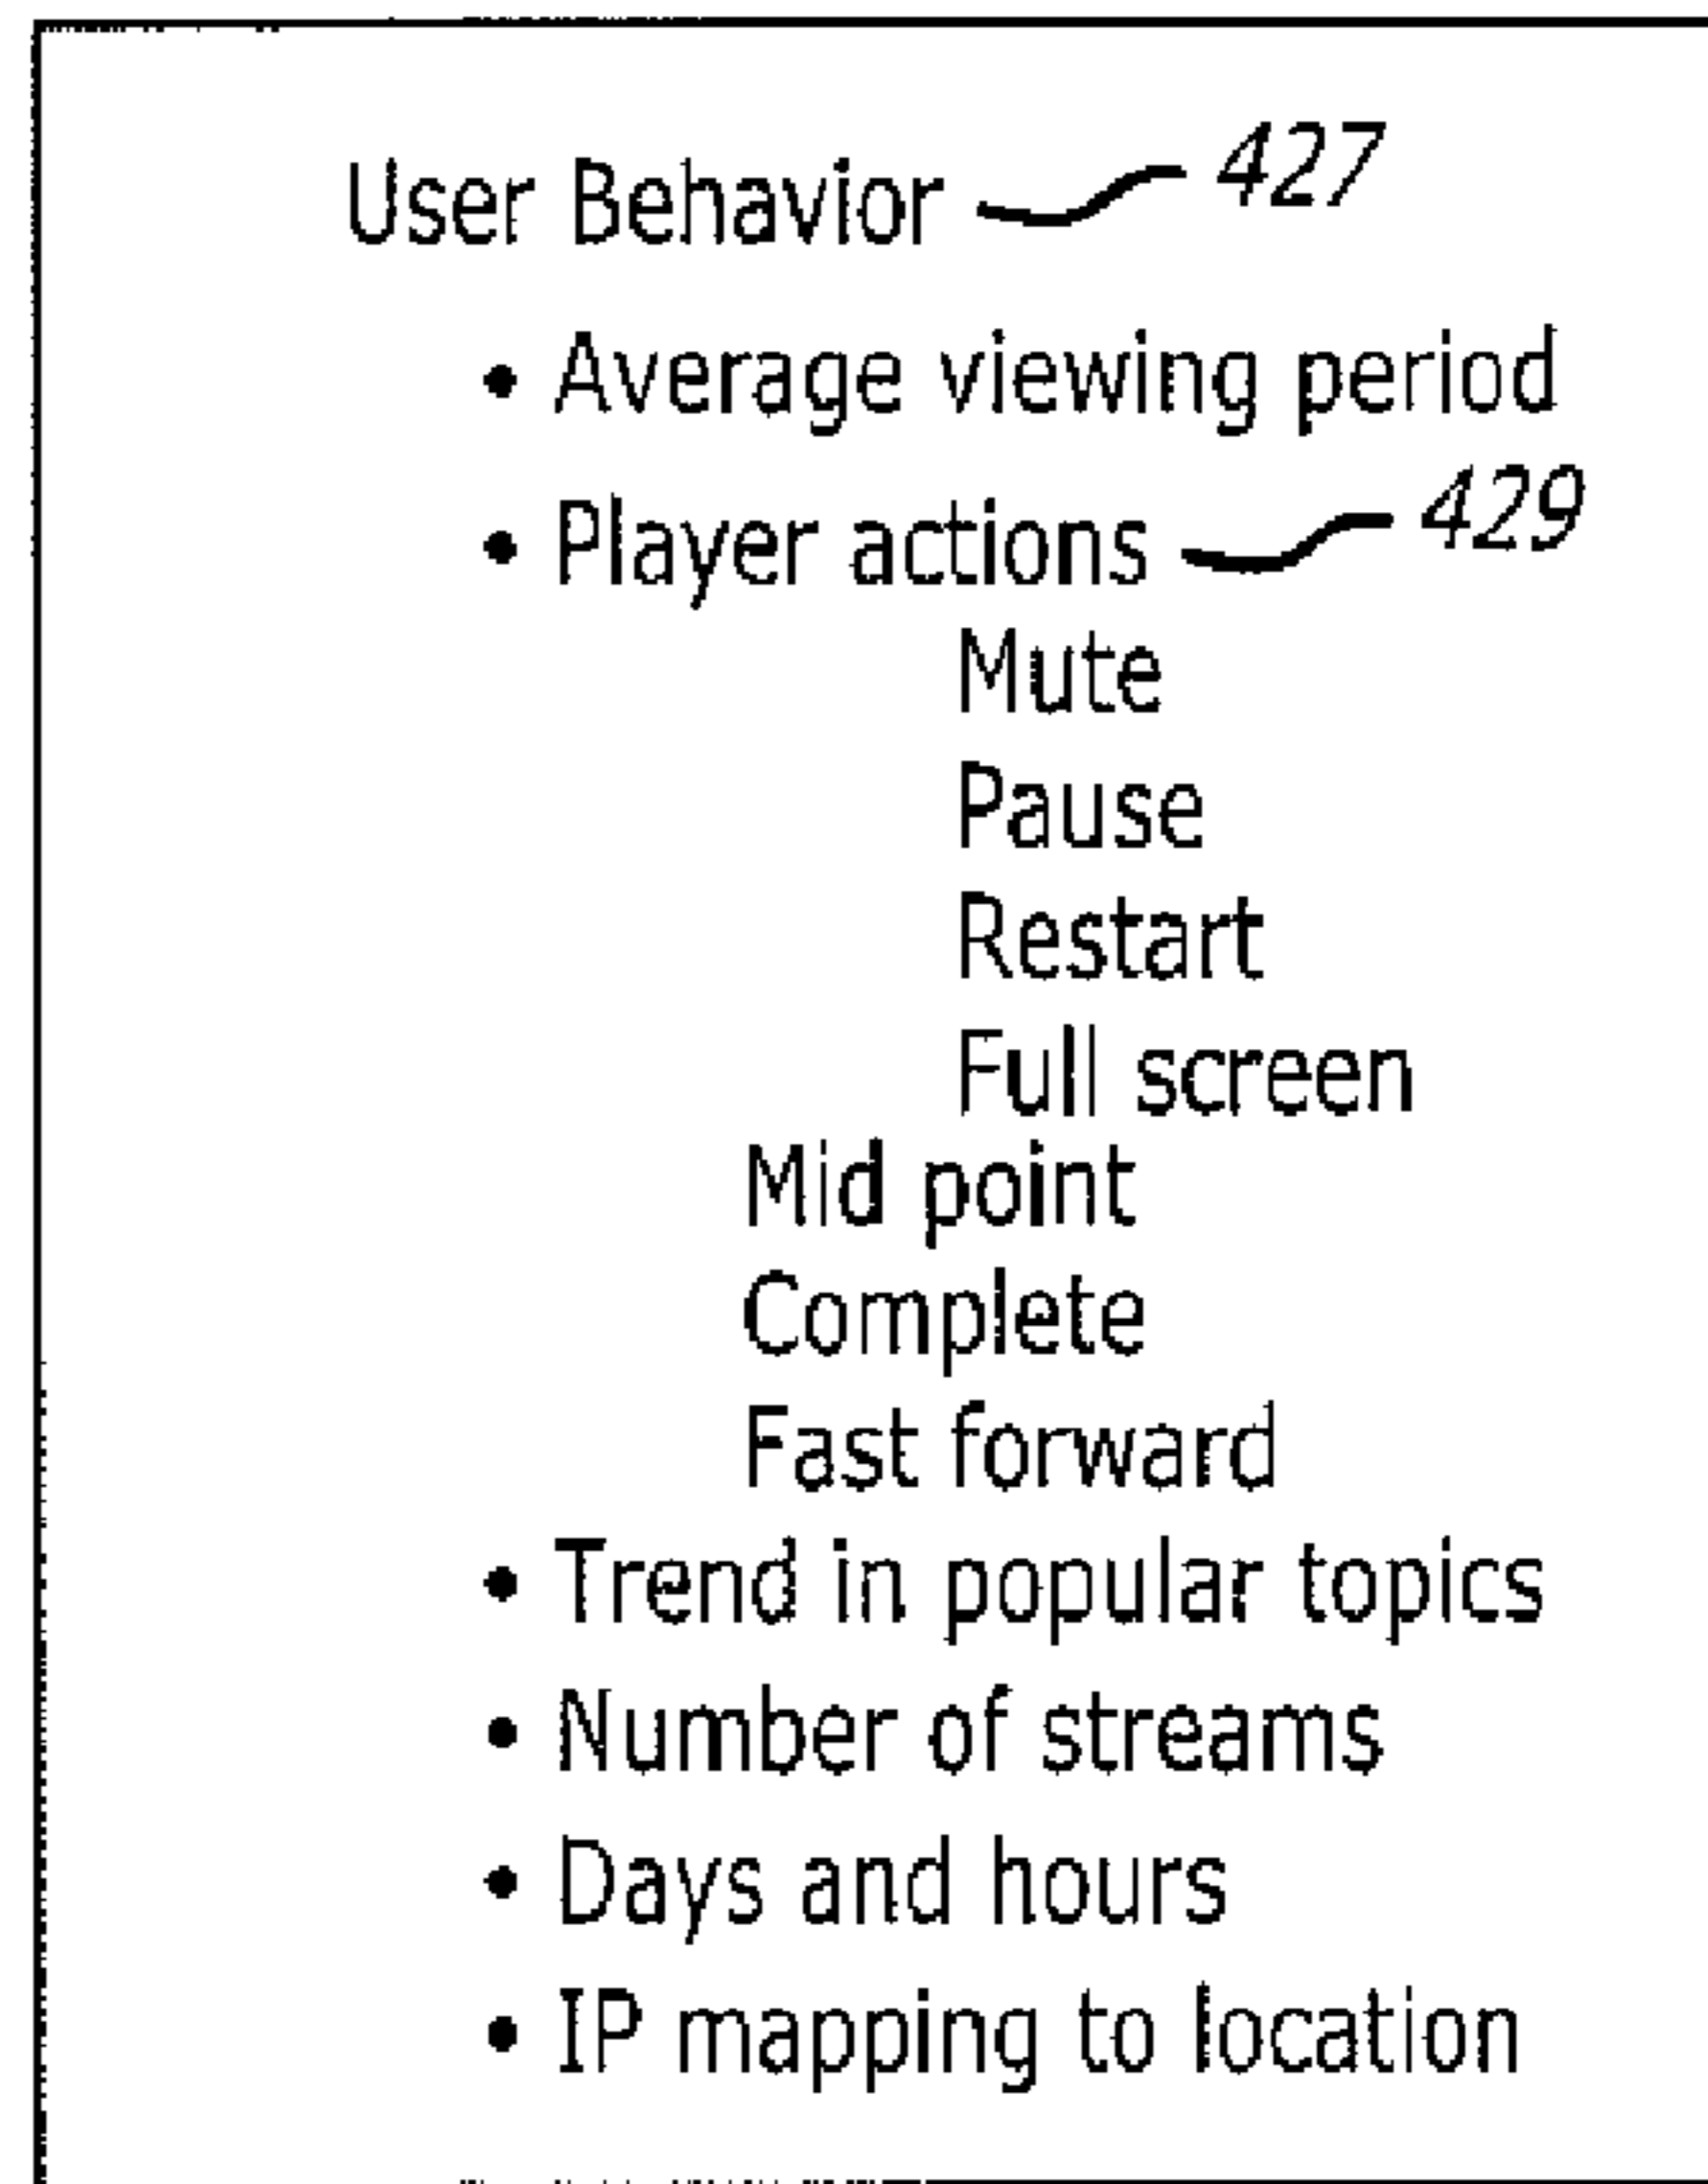 User Behavior 427
• Average viewing period
• Player actions 429
Mute
Pause
Restart
Full screen
Mid point
Complete
Fast forward
• Trend in popular topics
• Number of streams
• Days and hours
• IP mapping to location